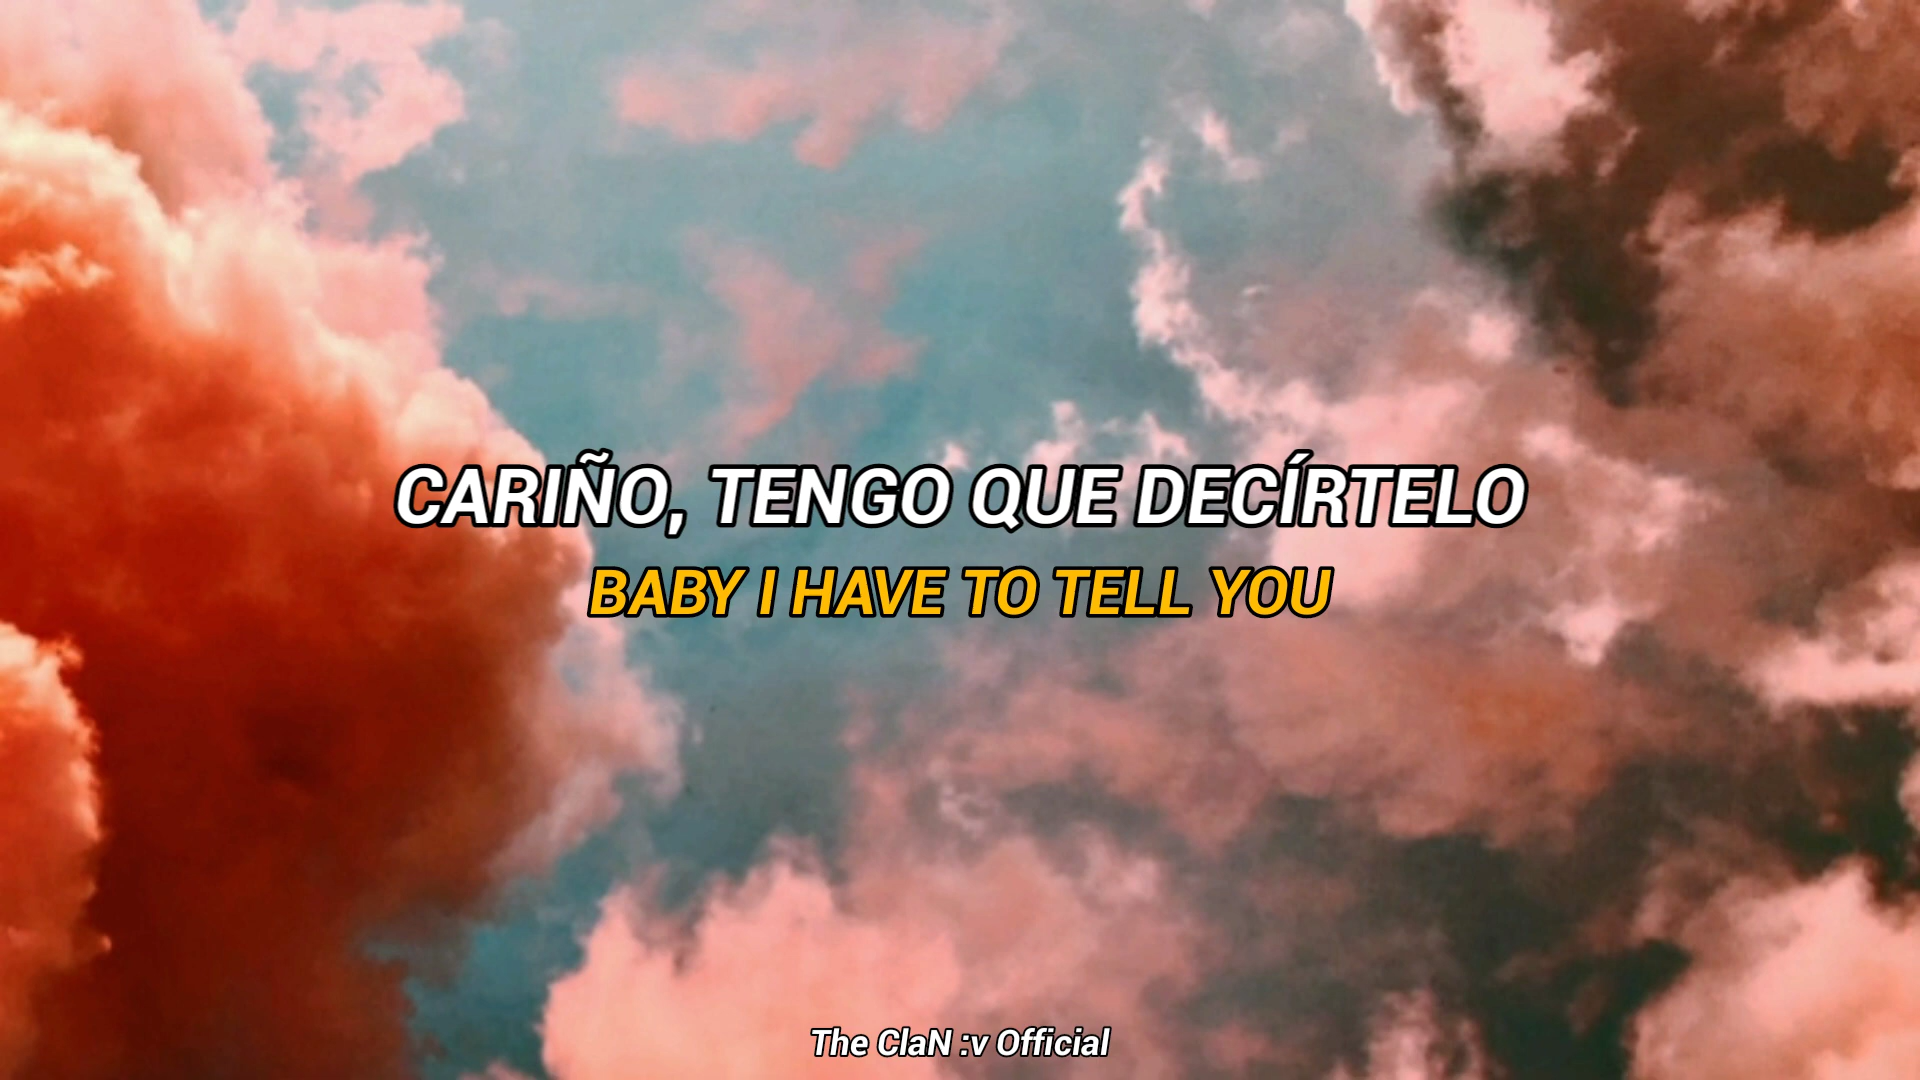 CARIÑO, TENGO QUE DECÍRTELO
BABY I HAVE TO TELL YOU
The ClaN :v Official